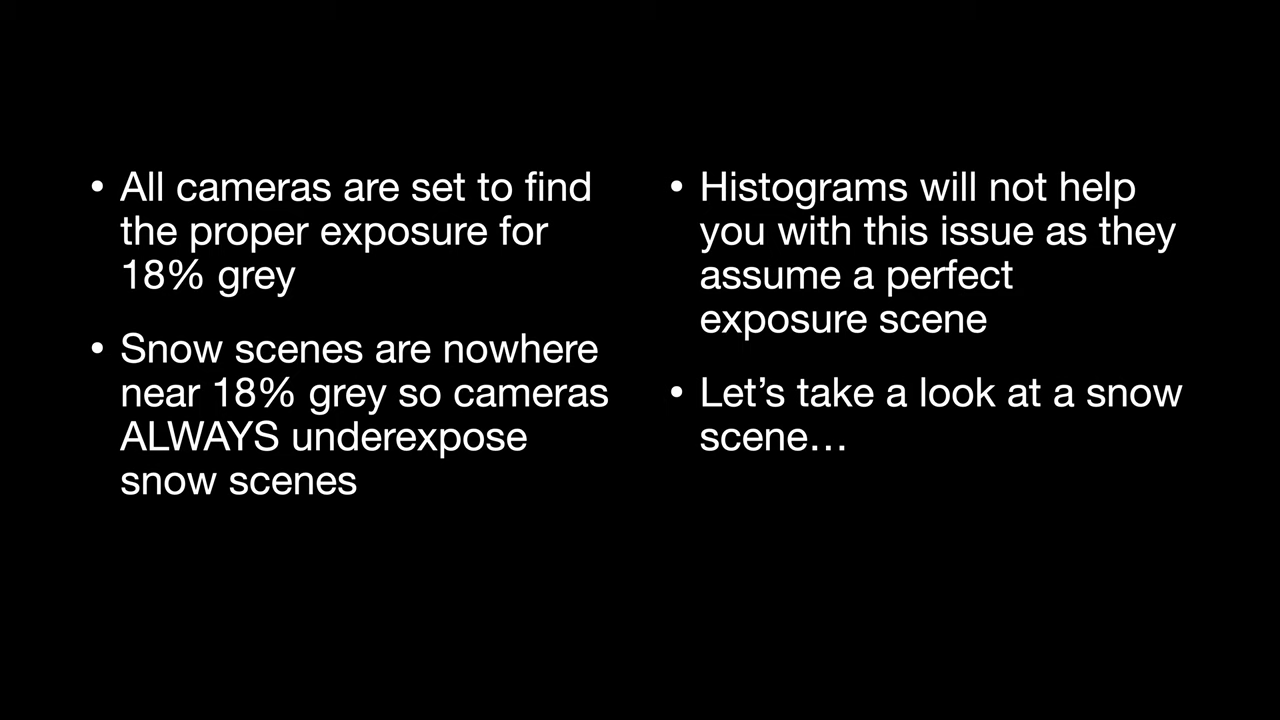 • All cameras are set to find
the proper exposure for
18% grey
• Snow scenes are nowhere
near 18% grey so cameras
ALWAYS underexpose
snow scenes
• Histograms will not help
you with this issue as they
assume a perfect
exposure scene
• Let’s take a look at a snow
scene…